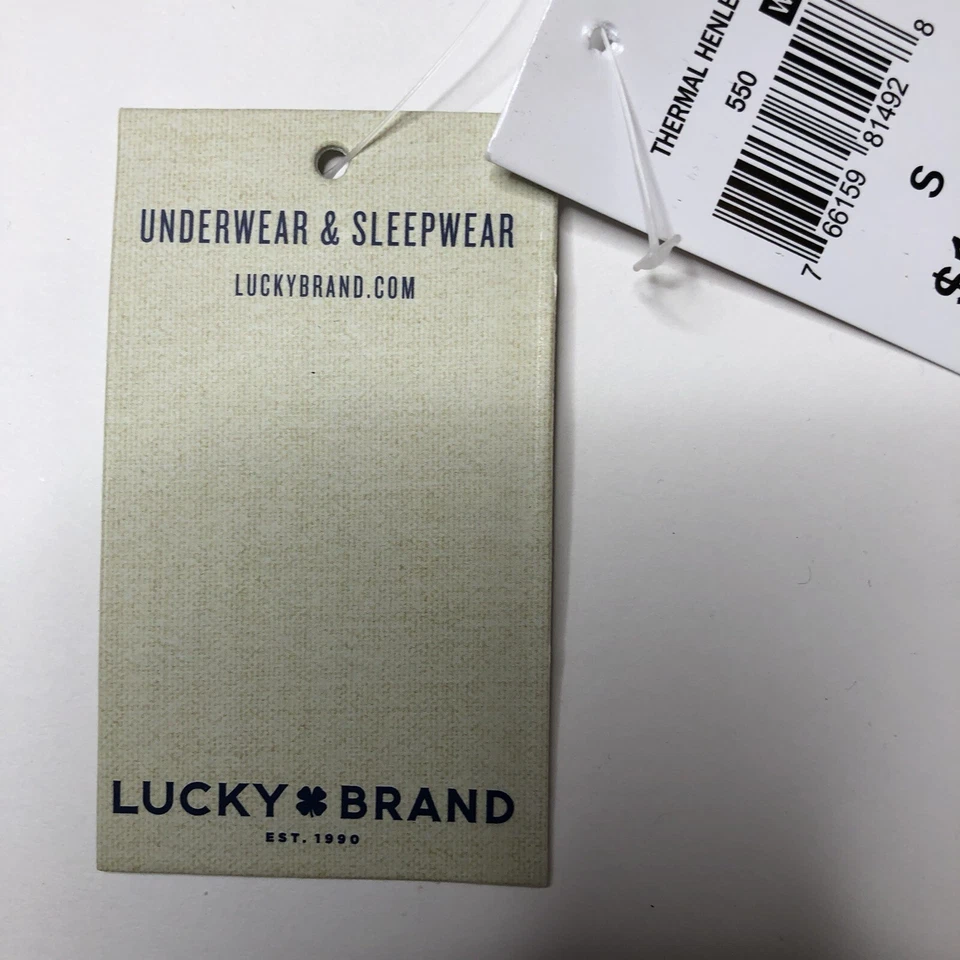 UNDERWEAR & SLEEPWEAR
LUCKYBRAND.COM
LUCKY BRAND
EST. 1990
THERMAL HENLE
550
7 66159 81492 8
S